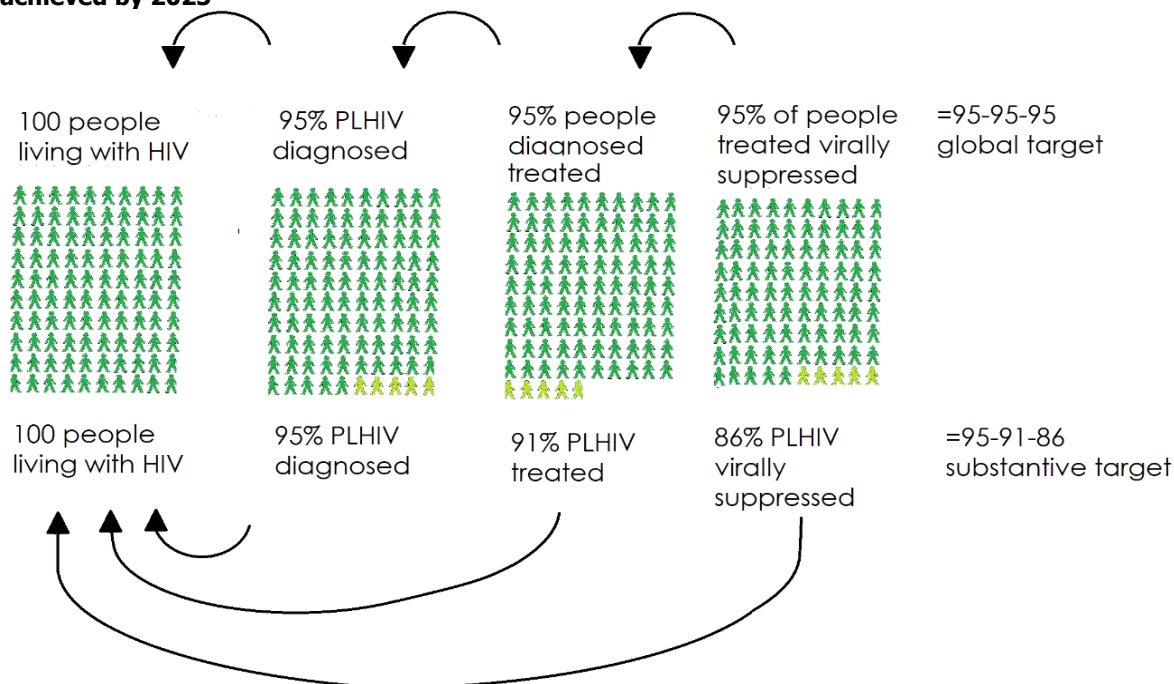 achieved by 2025
100 people
living with HIV
95% PLHIV
diagnosed
95% people
diagnosed
treated
95% of people
treated virally
suppressed
=95-95-95
global target
100 people
living with HIV
95% PLHIV
diagnosed
91% PLHIV
treated
86% PLHIV
virally
suppressed
=95-91-86
substantive target